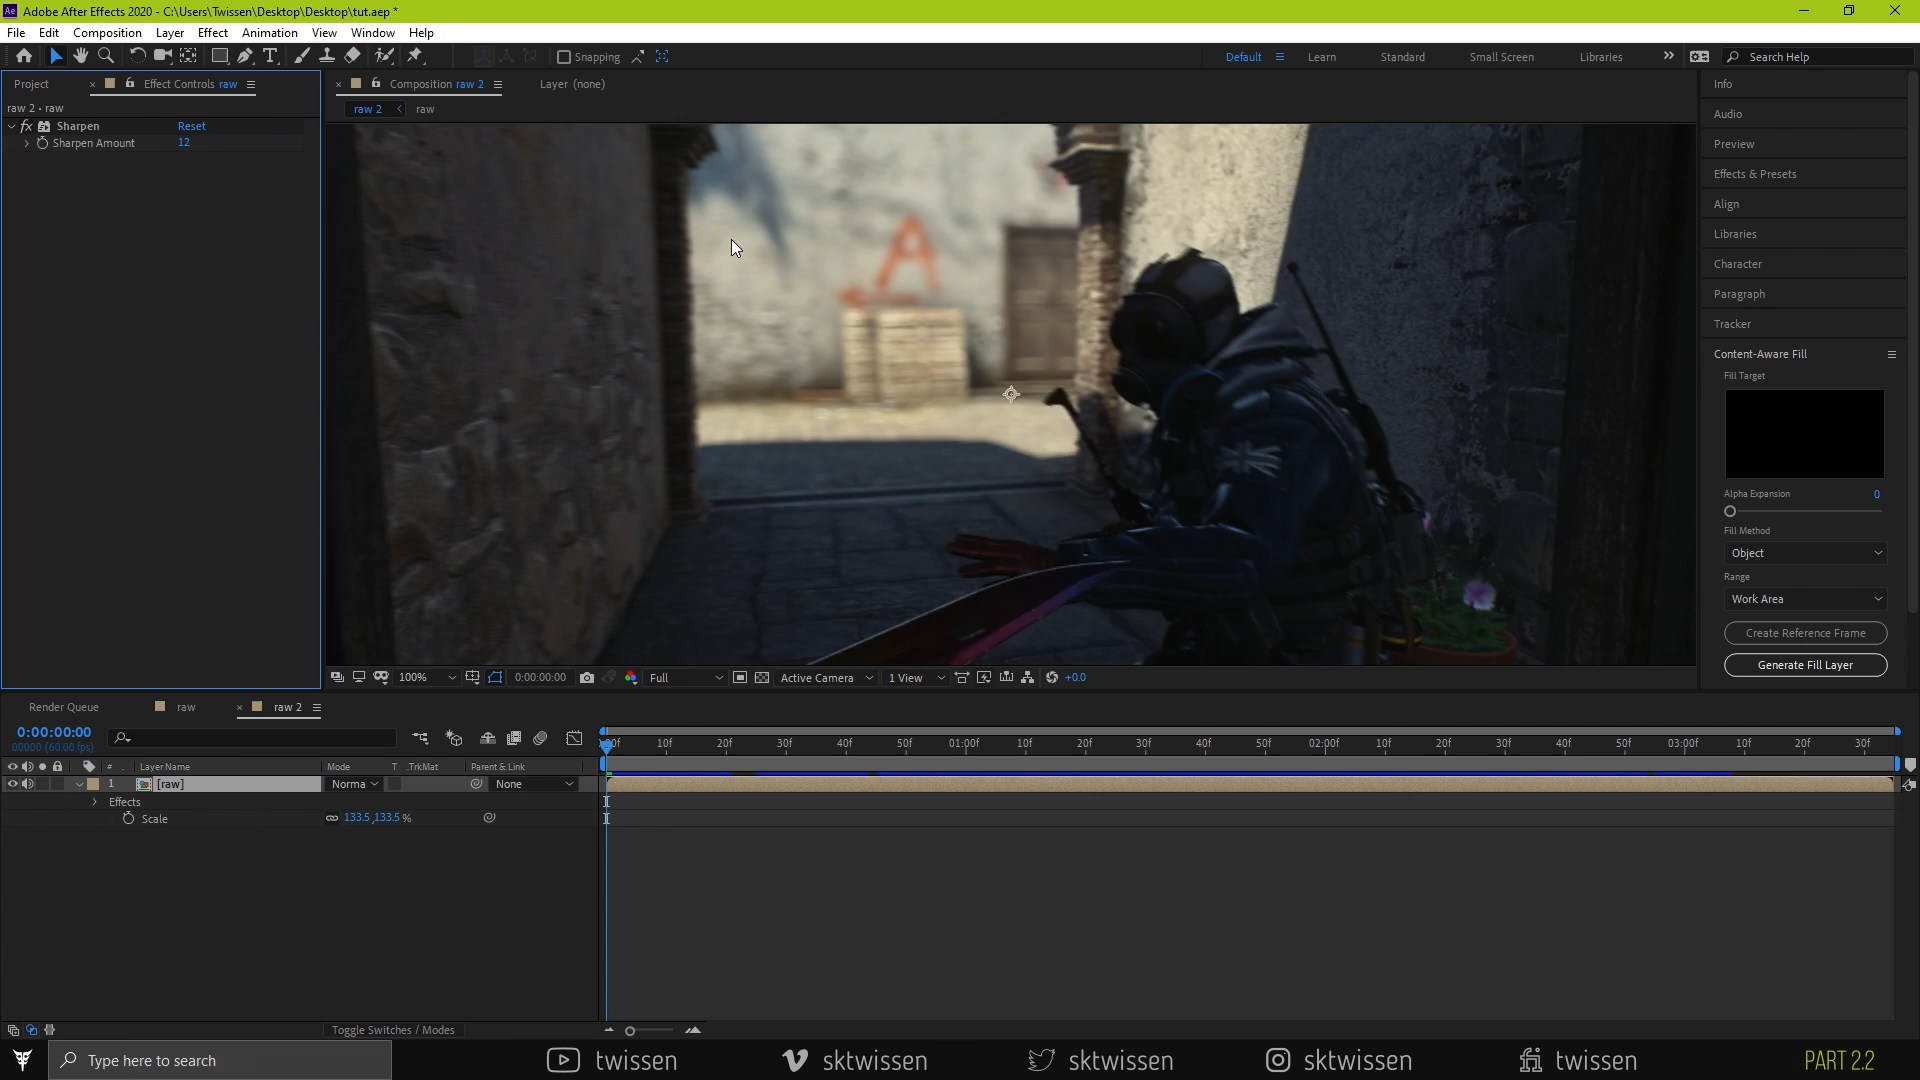 Ae Adobe After Effects 2020 - C:\Users\Twissen\Desktop\Desktop\tut.aep *
File Edit Composition Layer Effect Animation View Window Help
T Snapping Default Learn Standard Small Screen Libraries Search Help
Project Effect Controls raw
raw 2 • raw
fx Sharpen Reset
Sharpen Amount 12
Composition raw 2 Layer (none)
raw 2 raw
A
100% 0:00:00:00 Full Active Camera 1 View +0.0
Info
Audio
Preview
Effects & Presets
Align
Libraries
Character
Paragraph
Tracker
Content-Aware Fill
Fill Target
Alpha Expansion 0
Fill Method
Object
Range
Work Area
Create Reference Frame
Generate Fill Layer
Render Queue raw raw 2
0:00:00:00
00000 (60.00 fps)
10f 20f 30f 40f 50f 01:00f 10f 20f 30f 40f 50f 02:00f 10f 20f 30f 40f 50f 03:00f 10f 20f 30f
# Layer Name Mode T .TrkMat Parent & Link
1 [raw] Norma None
Effects
Scale 133.5,133.5%
Toggle Switches / Modes
Type here to search twissen sktwissen sktwissen sktwissen twissen PART 2.2